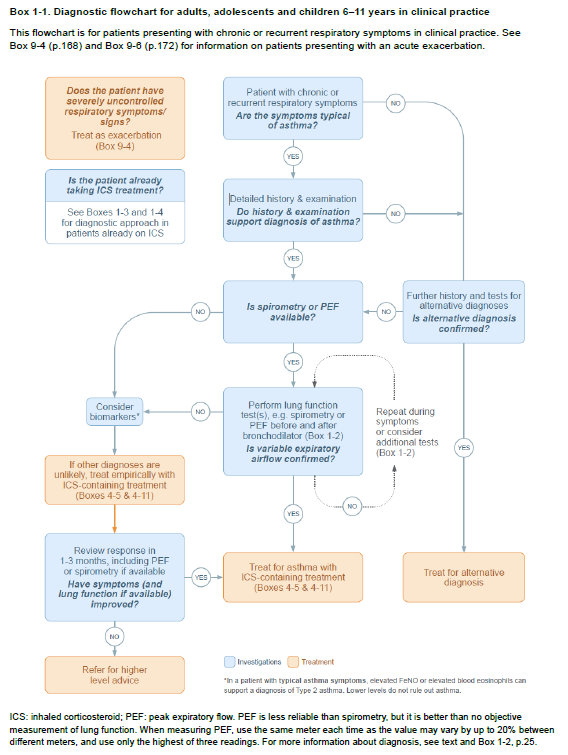 Box 1-1. Diagnostic flowchart for adults, adolescents and children 6–11 years in clinical practice
This flowchart is for patients presenting with chronic or recurrent respiratory symptoms in clinical practice. See
Box 9-4 (p.168) and Box 9-6 (p.172) for information on patients presenting with an acute exacerbation.
Does the patient have
severely uncontrolled
respiratory symptoms/
signs?
Treat as exacerbation
(Box 9-4)
Is the patient already
taking ICS treatment?
See Boxes 1-3 and 1-4
for diagnostic approach in
patients already on ICS
Patient with chronic or
recurrent respiratory symptoms
Are the symptoms typical
of asthma?
NO
YES
Detailed history & examination
Do history & examination
support diagnosis of asthma?
NO
YES
Further history and tests for
alternative diagnoses
Is alternative diagnosis
confirmed?
NO
YES
Is spirometry or PEF
available?
NO
YES
Perform lung function
test(s), e.g. spirometry or
PEF before and after
bronchodilator (Box 1-2)
Is variable expiratory
airflow confirmed?
NO
Repeat during
symptoms
or consider
additional tests
(Box 1-2)
NO
YES
Consider
biomarkers*
If other diagnoses are
unlikely, treat empirically with
ICS-containing treatment
(Boxes 4-5 & 4-11)
Review response in
1-3 months, including PEF
or spirometry if available
Have symptoms (and
lung function if available)
improved?
YES
NO
Treat for asthma with
ICS-containing treatment
(Boxes 4-5 & 4-11)
Treat for alternative
diagnosis
Refer for higher
level advice
Investigations
Treatment
*In a patient with typical asthma symptoms, elevated FeNO or elevated blood eosinophils can
support a diagnosis of Type 2 asthma. Lower levels do not rule out asthma.
ICS: inhaled corticosteroid; PEF: peak expiratory flow. PEF is less reliable than spirometry, but it is better than no objective
measurement of lung function. When measuring PEF, use the same meter each time as the value may vary by up to 20% between
different meters, and use only the highest of three readings. For more information about diagnosis, see text and Box 1-2, p.25.